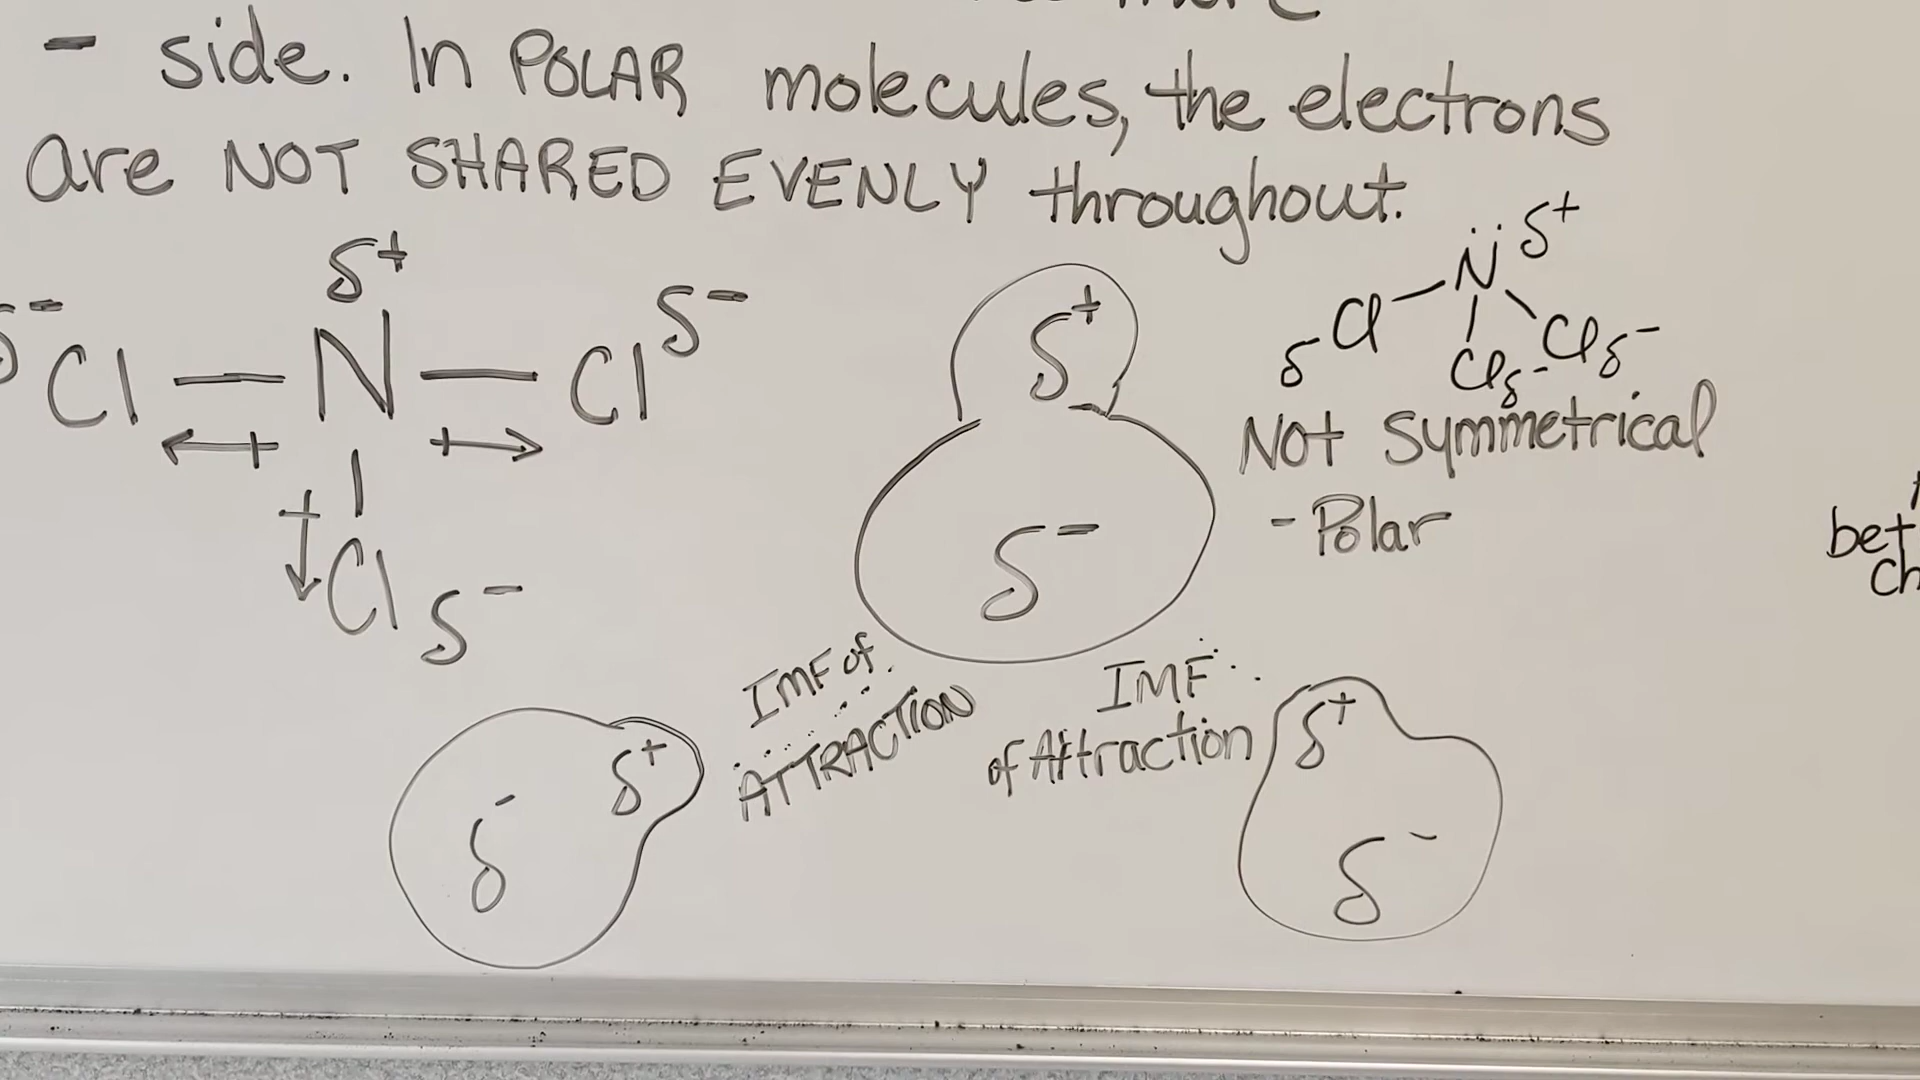 - side. In POLAR molecules, the electrons
are NOT SHARED EVENLY throughout.
δ+
δ- Cl — N — Cl δ-
Cl δ-
δ+
δ-
N̈ δ+
δ Cl
Cl δ- Cl δ-
Not symmetrical
- Polar
IMF of
ATTRACTION
IMF
of Attraction
δ- δ+
δ+
δ-